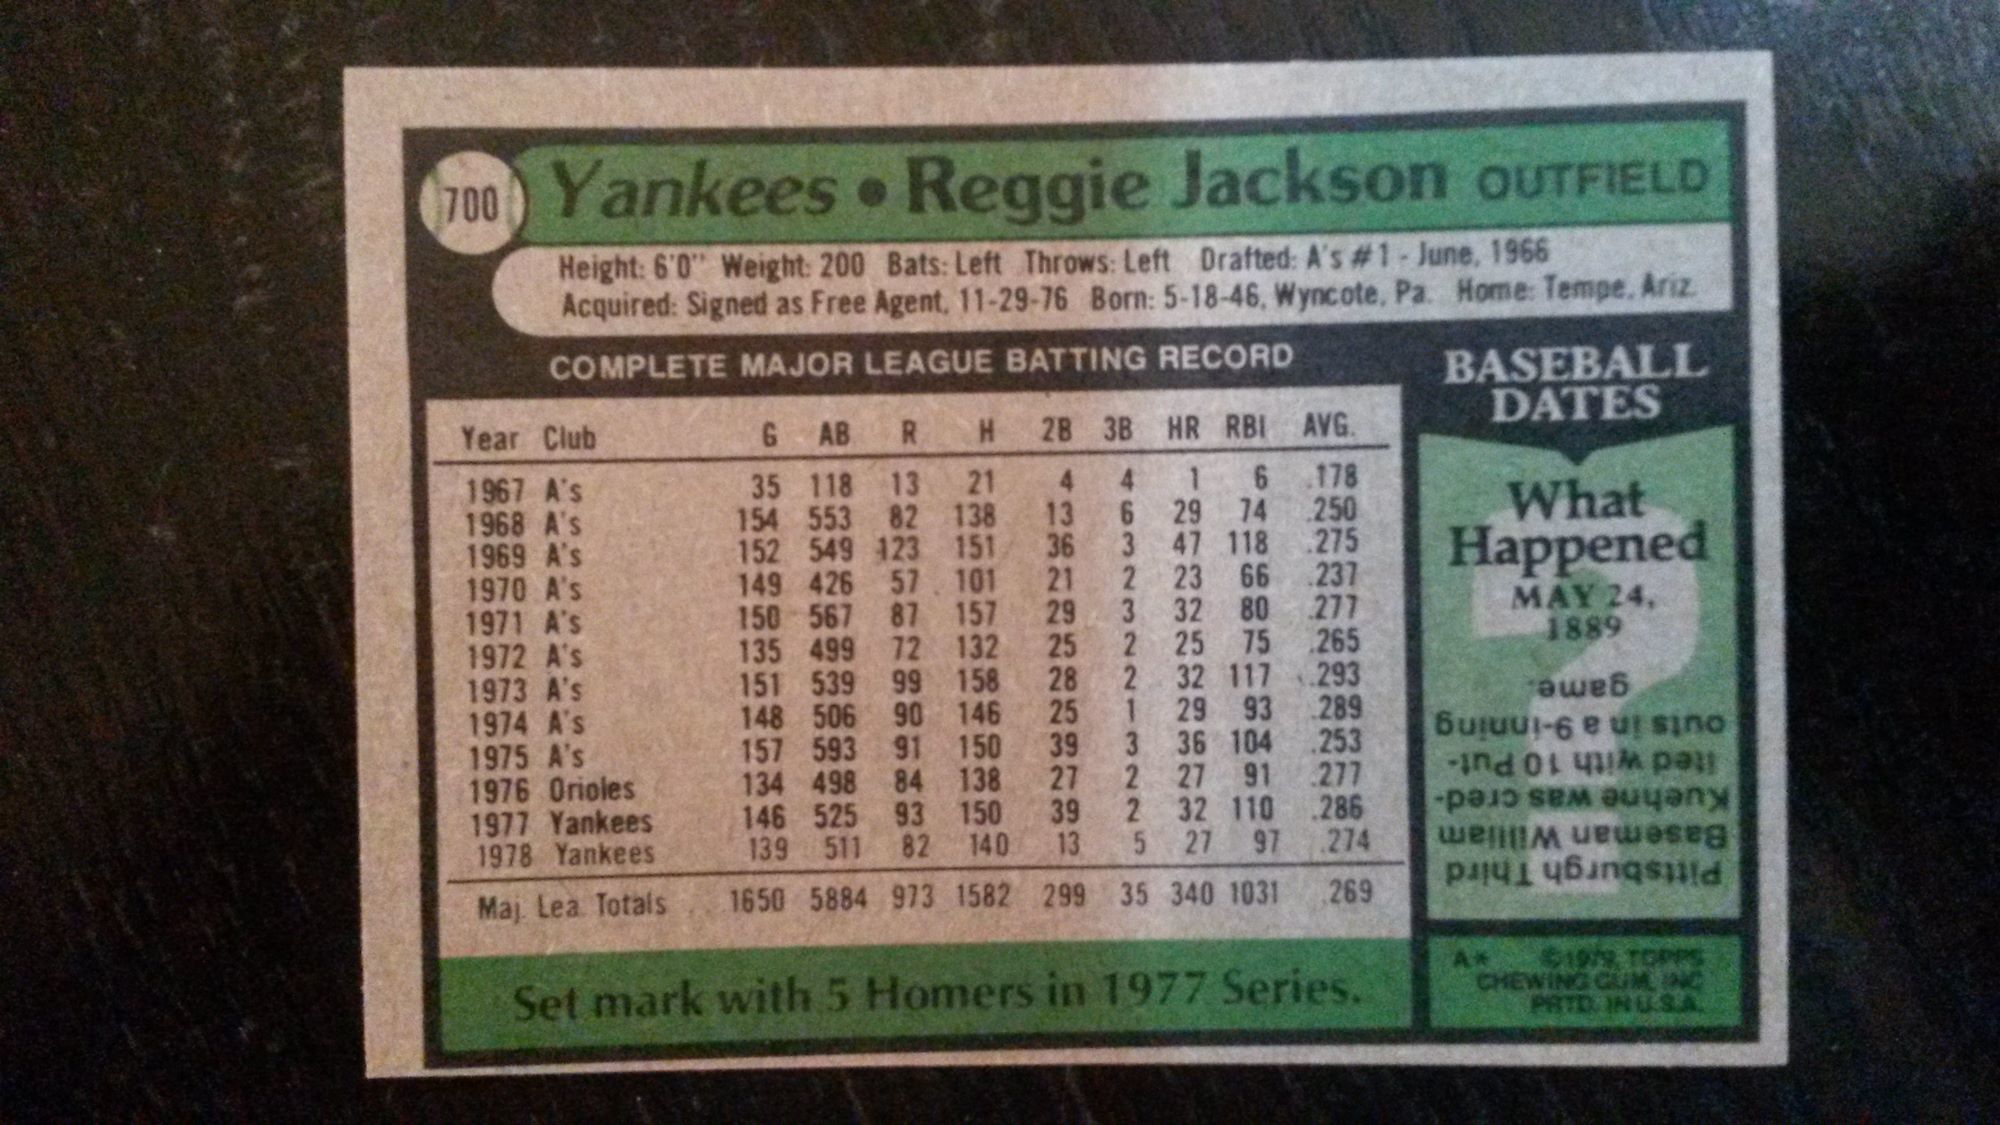 700 Yankees • Reggie Jackson OUTFIELD
Height: 6'0" Weight: 200 Bats: Left Throws: Left Drafted: A's #1 - June, 1966
Acquired: Signed as Free Agent, 11-29-76 Born: 5-18-46, Wyncote, Pa. Home: Tempe, Ariz.
COMPLETE MAJOR LEAGUE BATTING RECORD
Year Club G AB R H 2B 3B HR RBI AVG.
1967 A's 35 118 13 21 4 4 1 6 .178
1968 A's 154 553 82 138 13 6 29 74 .250
1969 A's 152 549 123 151 36 3 47 118 .275
1970 A's 149 426 57 101 21 2 23 66 .237
1971 A's 150 567 87 157 29 3 32 80 .277
1972 A's 135 499 72 132 25 2 25 75 .265
1973 A's 151 539 99 158 28 2 32 117 .293
1974 A's 148 506 90 146 25 1 29 93 .289
1975 A's 157 593 91 150 39 3 36 104 .253
1976 Orioles 134 498 84 138 27 2 27 91 .277
1977 Yankees 146 525 93 150 39 2 32 110 .286
1978 Yankees 139 511 82 140 13 5 27 97 .274
Maj. Lea. Totals 1650 5884 973 1582 299 35 340 1031 .269
Set mark with 5 Homers in 1977 Series.
BASEBALL
DATES
What
Happened
MAY 24,
1889
Pittsburgh Third
Baseman William
Kuehne was cred-
ited with 10 Put-
outs in a 9-inning
game.
A* ©1979, TOPPS
CHEWING GUM, INC
PRTD. IN U.S.A.